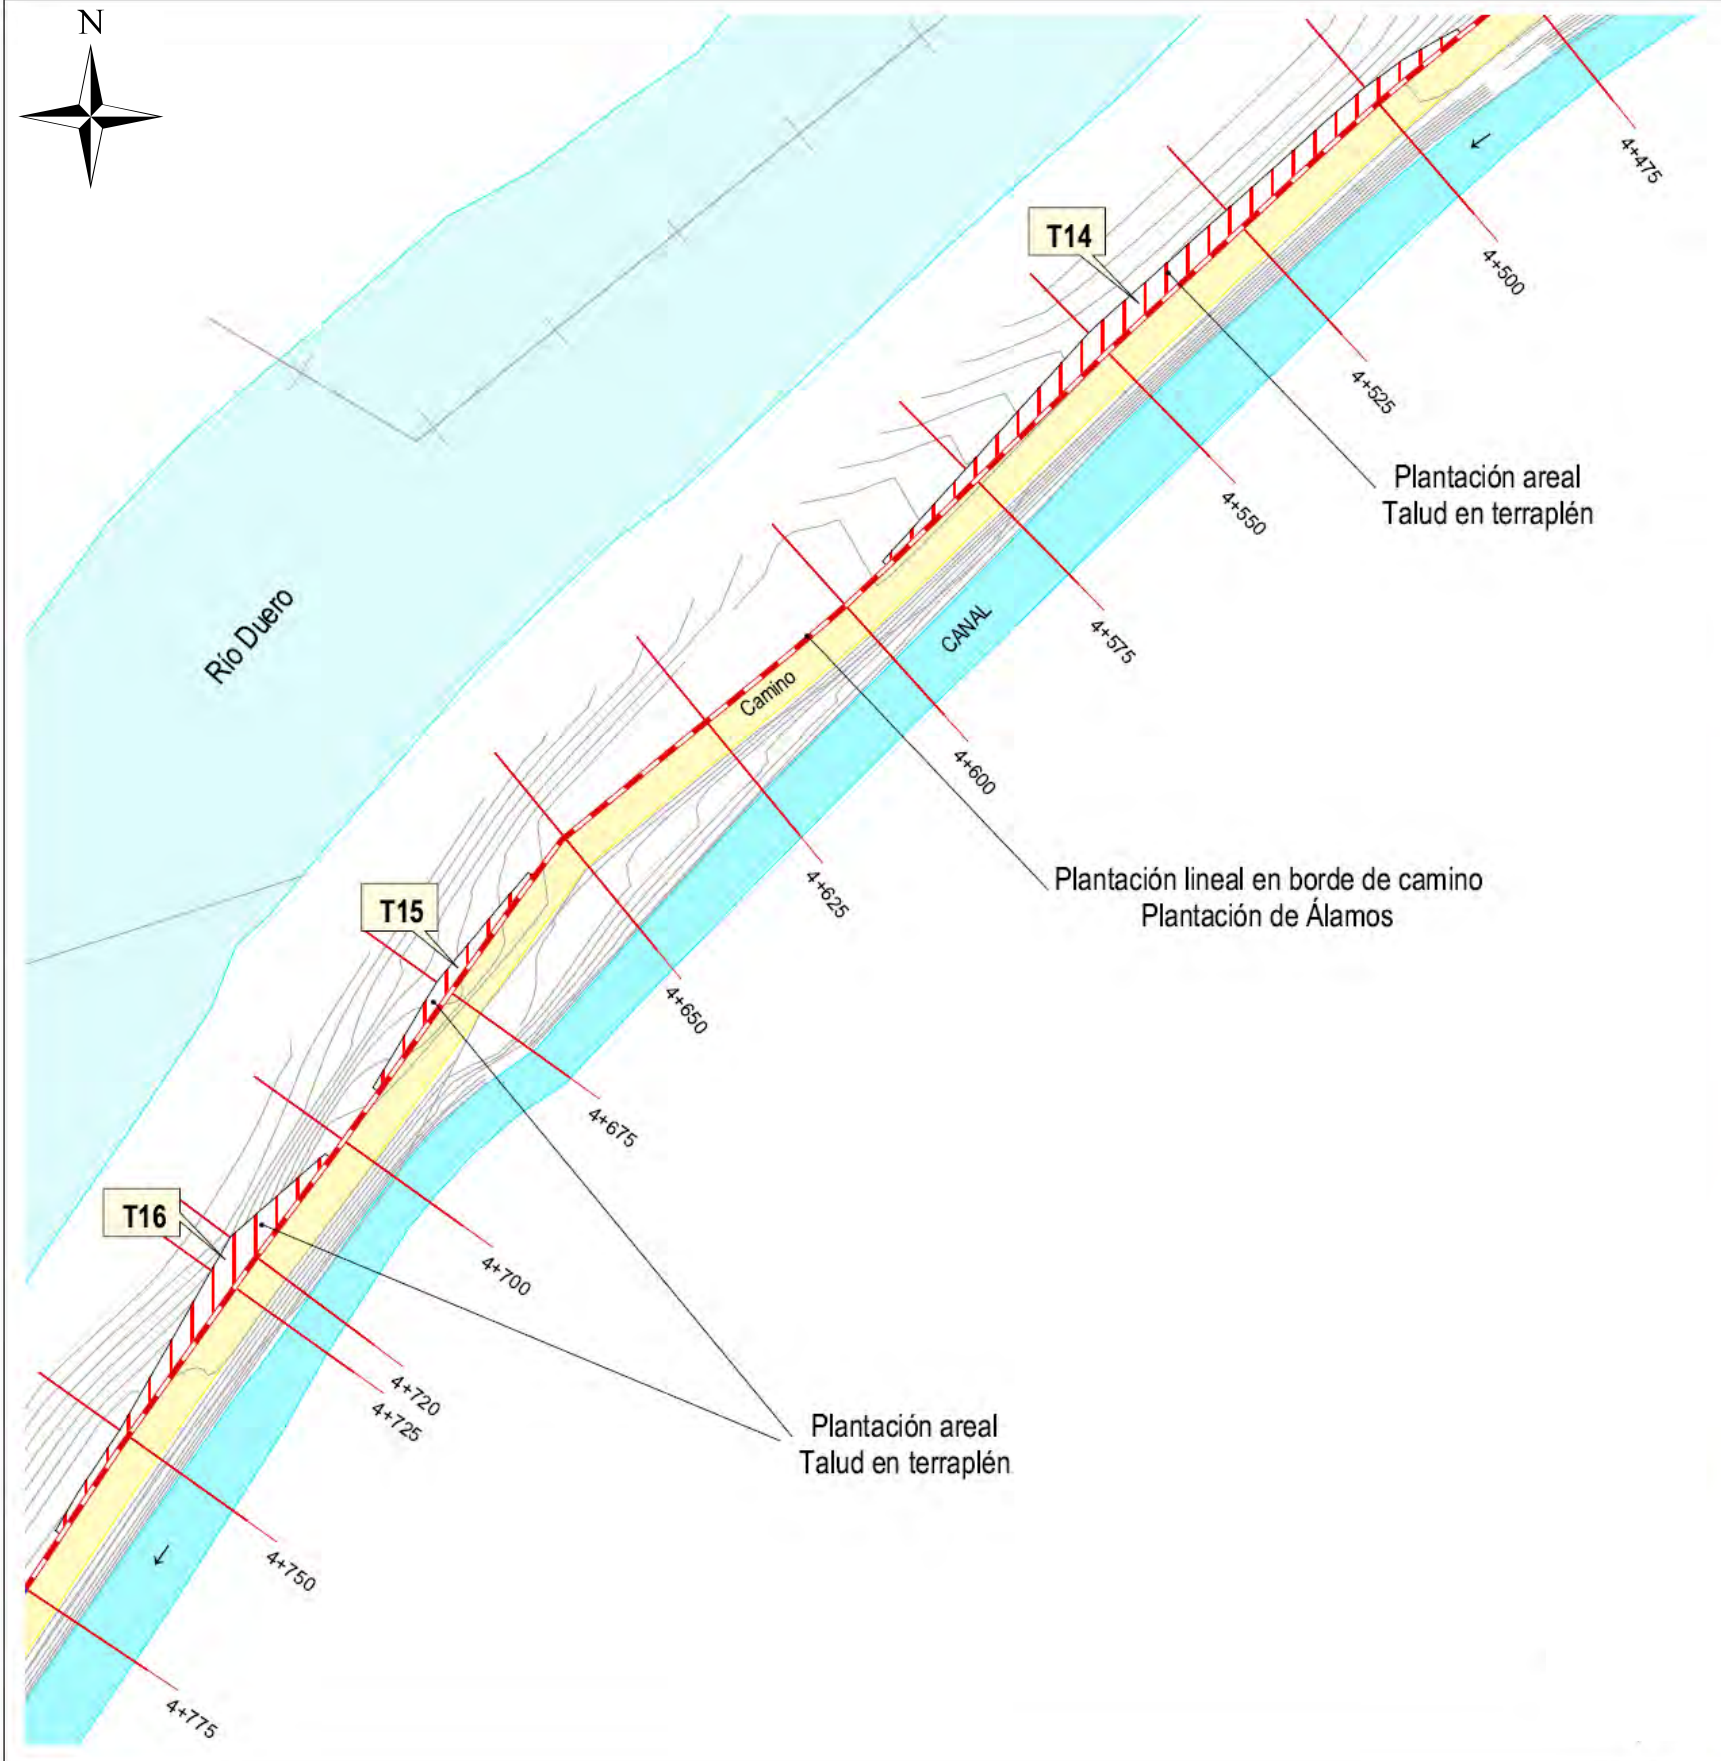 N
4+475
T14
4+500
4+525
Plantación areal
Talud en terraplén
4+550
Río Duero
CANAL
4+575
Camino
4+600
Plantación lineal en borde de camino
Plantación de Álamos
4+625
T15
4+650
4+675
T16
4+700
4+720
4+725
Plantación areal
Talud en terraplén
4+750
4+775